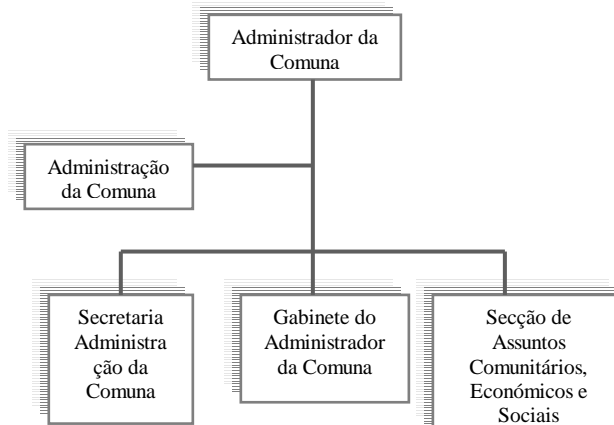 Administrador da
Comuna
Administração
da Comuna
Secretaria
Administra
ção da
Comuna
Gabinete do
Administrador
da Comuna
Secção de
Assuntos
Comunitários,
Económicos e
Sociais